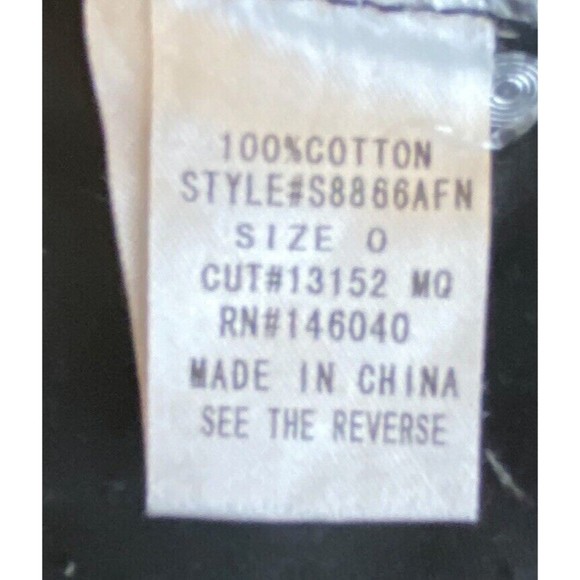 100%COTTON
STYLE#S8866AFN
SIZE 0
CUT#13152 MQ
RN#146040
MADE IN CHINA
SEE THE REVERSE